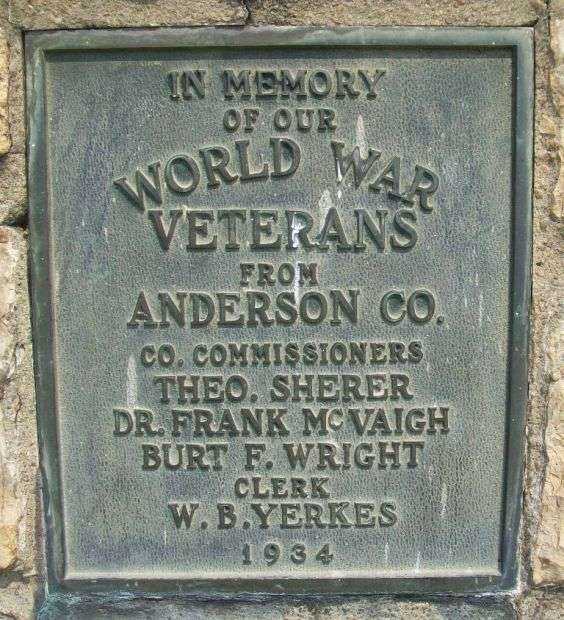 IN MEMORY
OF OUR
WORLD WAR
VETERANS
FROM
ANDERSON CO.
CO. COMMISSIONERS
THEO. SHERER
DR. FRANK McVAIGH
BURT F. WRIGHT
CLERK
W. B. YERKES
1934